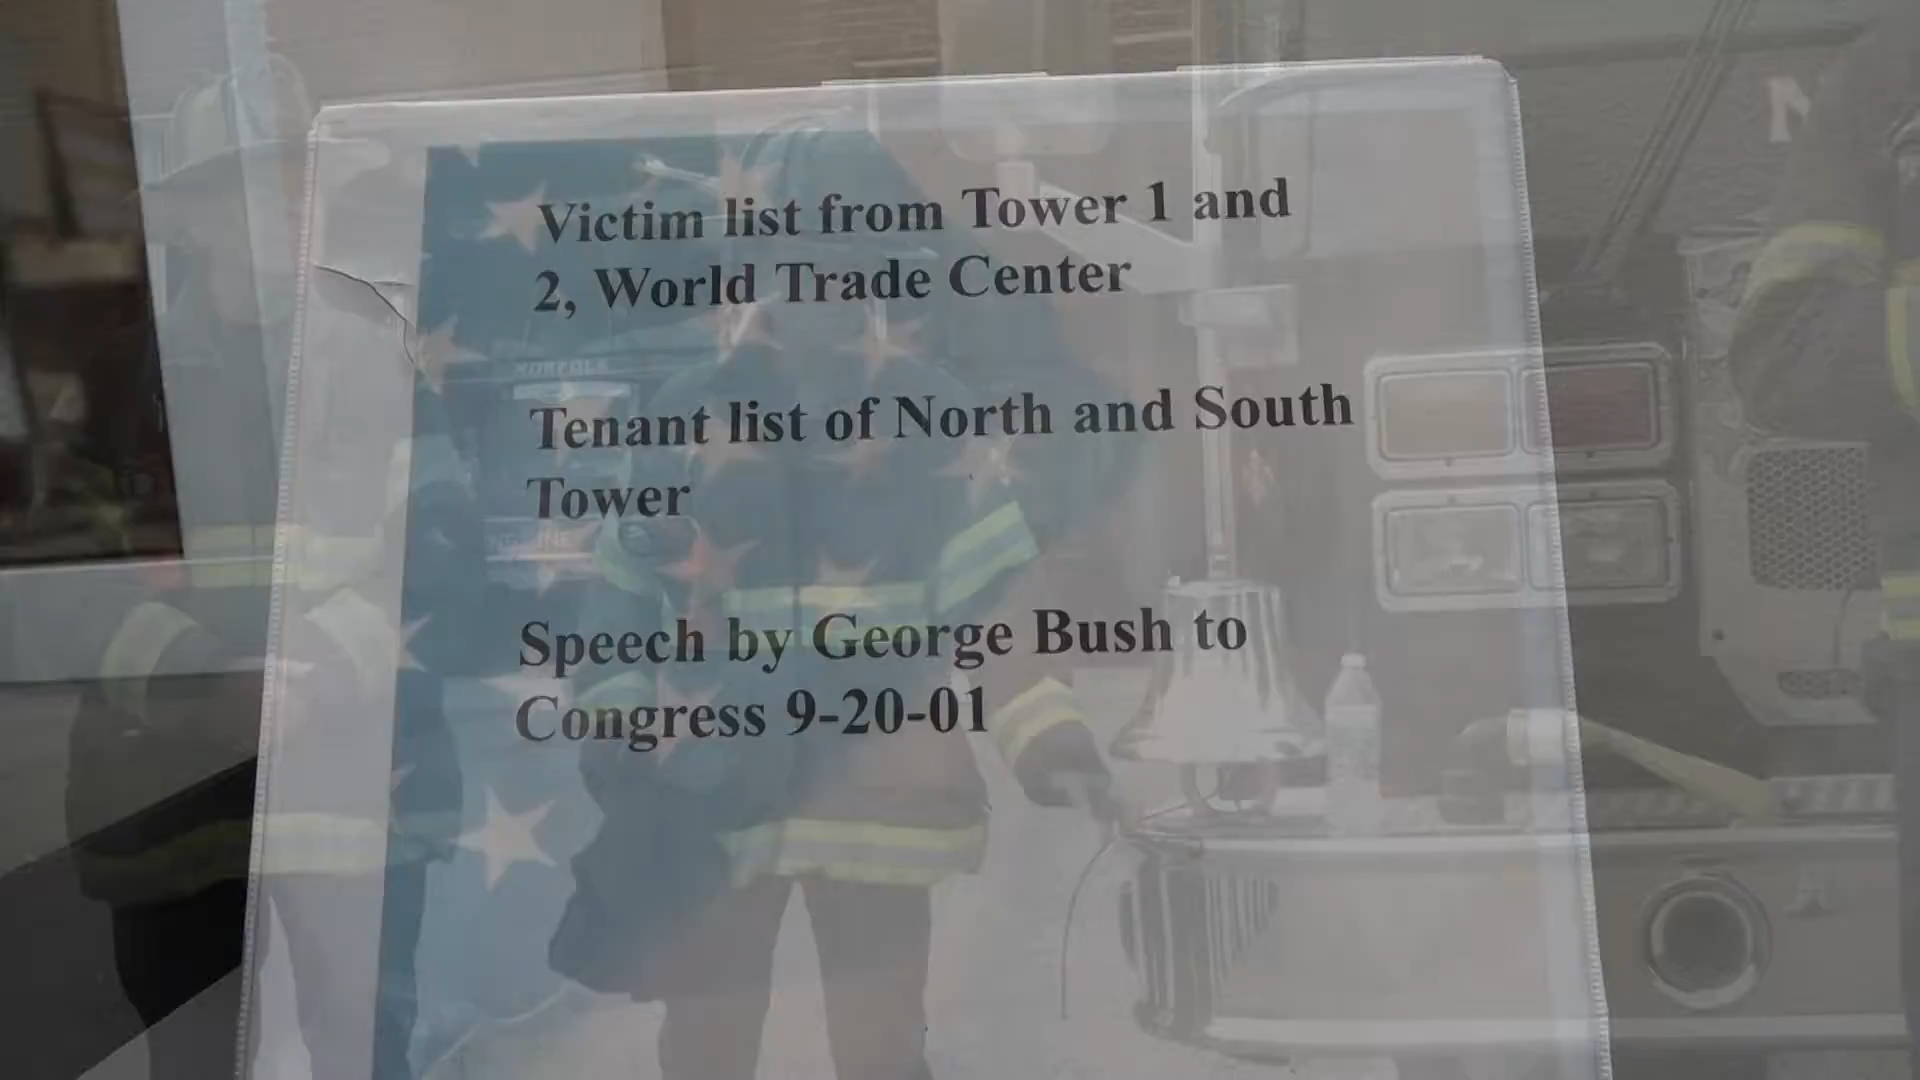 Victim list from Tower 1 and
2, World Trade Center
Tenant list of North and South
Tower
Speech by George Bush to
Congress 9-20-01
NORFOLK